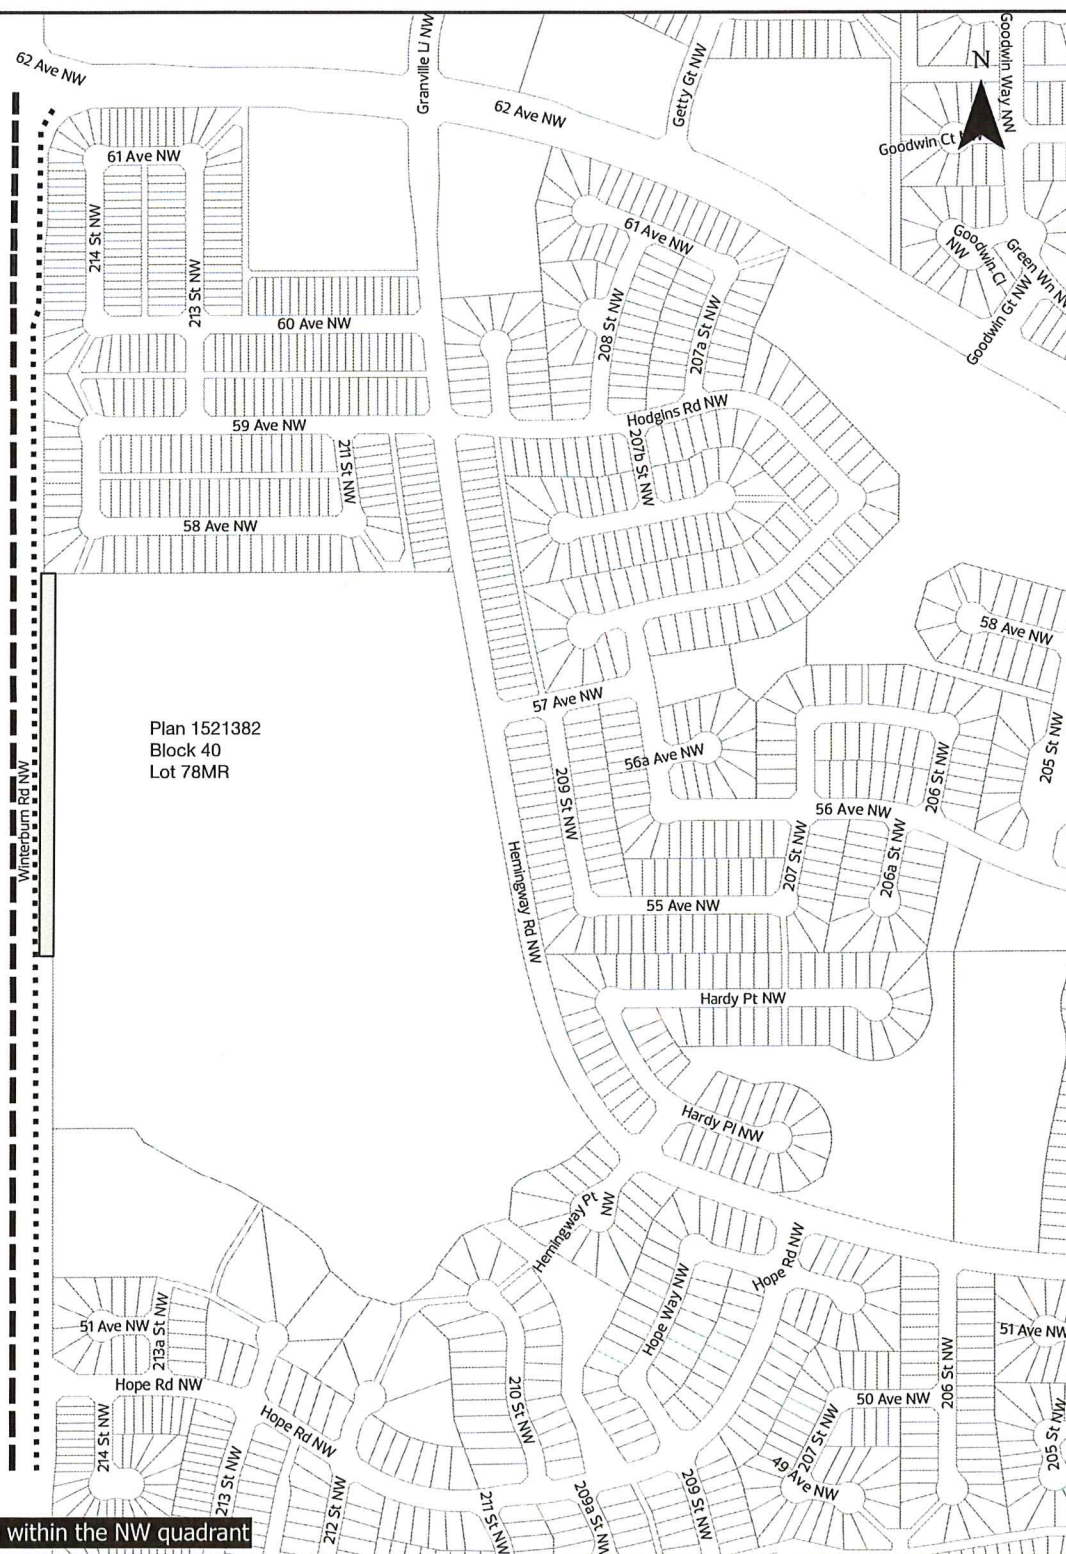 62 Ave NW
Granville Ll NW
62 Ave NW
Getty Gt NW
Goodwin Way NW
N
Goodwin Ct NW
61 Ave NW
214 St NW
213 St NW
61 Ave NW
Goodwin Cl
NW
Green Wn NW
Goodwin Gt NW
60 Ave NW
208 St NW
207a St NW
59 Ave NW
Hodgins Rd NW
211 St NW
207b St NW
58 Ave NW
58 Ave NW
57 Ave NW
Plan 1521382
Block 40
Lot 78MR
Winterburn Rd NW
56a Ave NW
209 St NW
205 St NW
206 St NW
56 Ave NW
207 St NW
206a St NW
Hemingway Rd NW
55 Ave NW
Hardy Pt NW
Hardy Pl NW
Hemingway Pt
NW
Hope Rd NW
Hope Way NW
51 Ave NW
213a St NW
51 Ave NW
Hope Rd NW
206 St NW
50 Ave NW
210 St NW
Hope Rd NW
214 St NW
207 St NW
205 St NW
49 Ave NW
213 St NW
212 St NW
211 St NW
209a St NW
209 St NW
within the NW quadrant